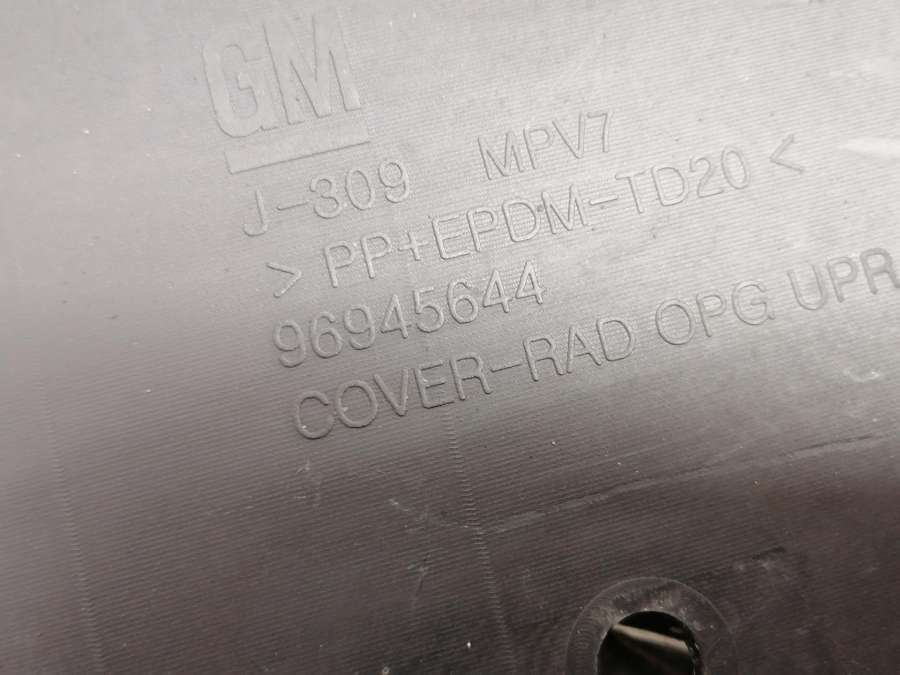 GM
J-309 MPV7
> PP+EPDM-TD20 <
96945644
COVER-RAD OPG UPR